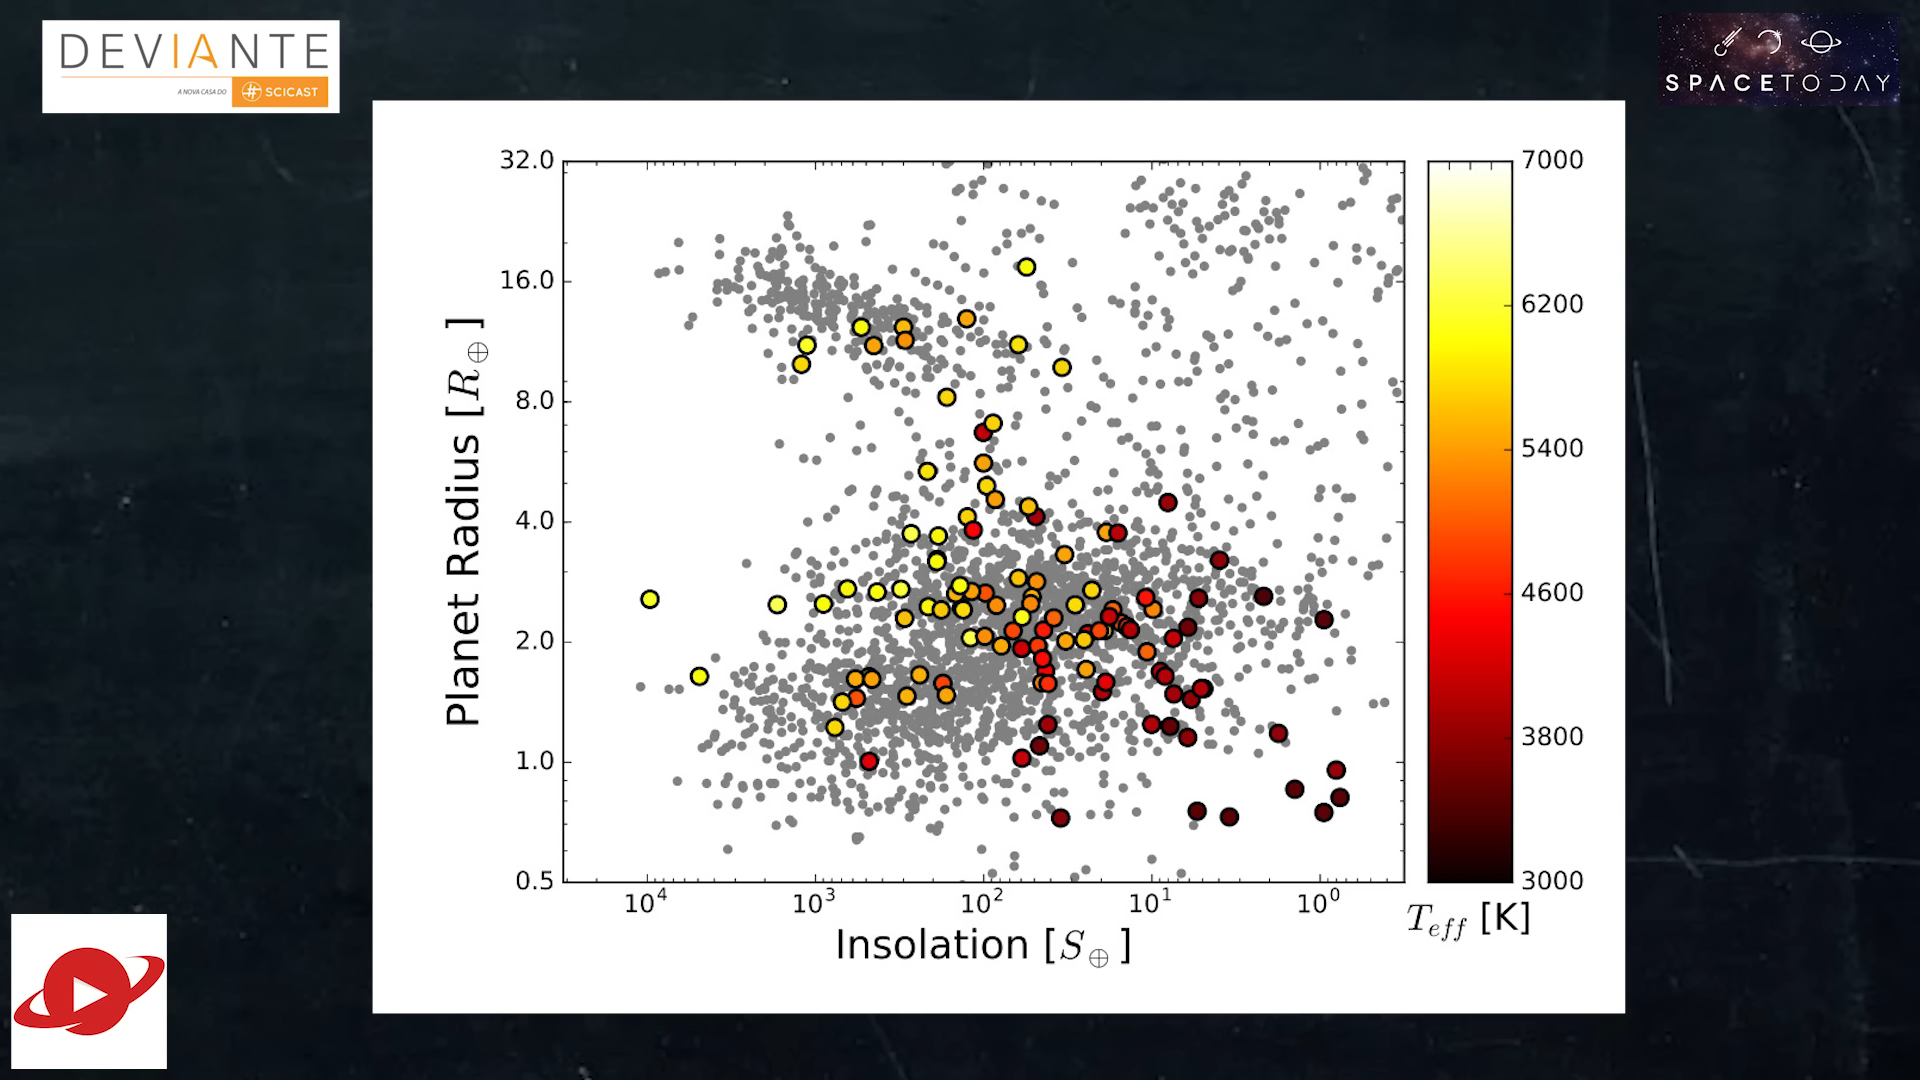 DEVIANTE
A NOVA CASA DO
SCICAST
SPACETODAY
32.0
16.0
8.0
4.0
2.0
1.0
0.5
Planet Radius [R⊕]
10⁴
10³
10²
10¹
10⁰
Insolation [S⊕]
7000
6200
5400
4600
3800
3000
T_eff [K]